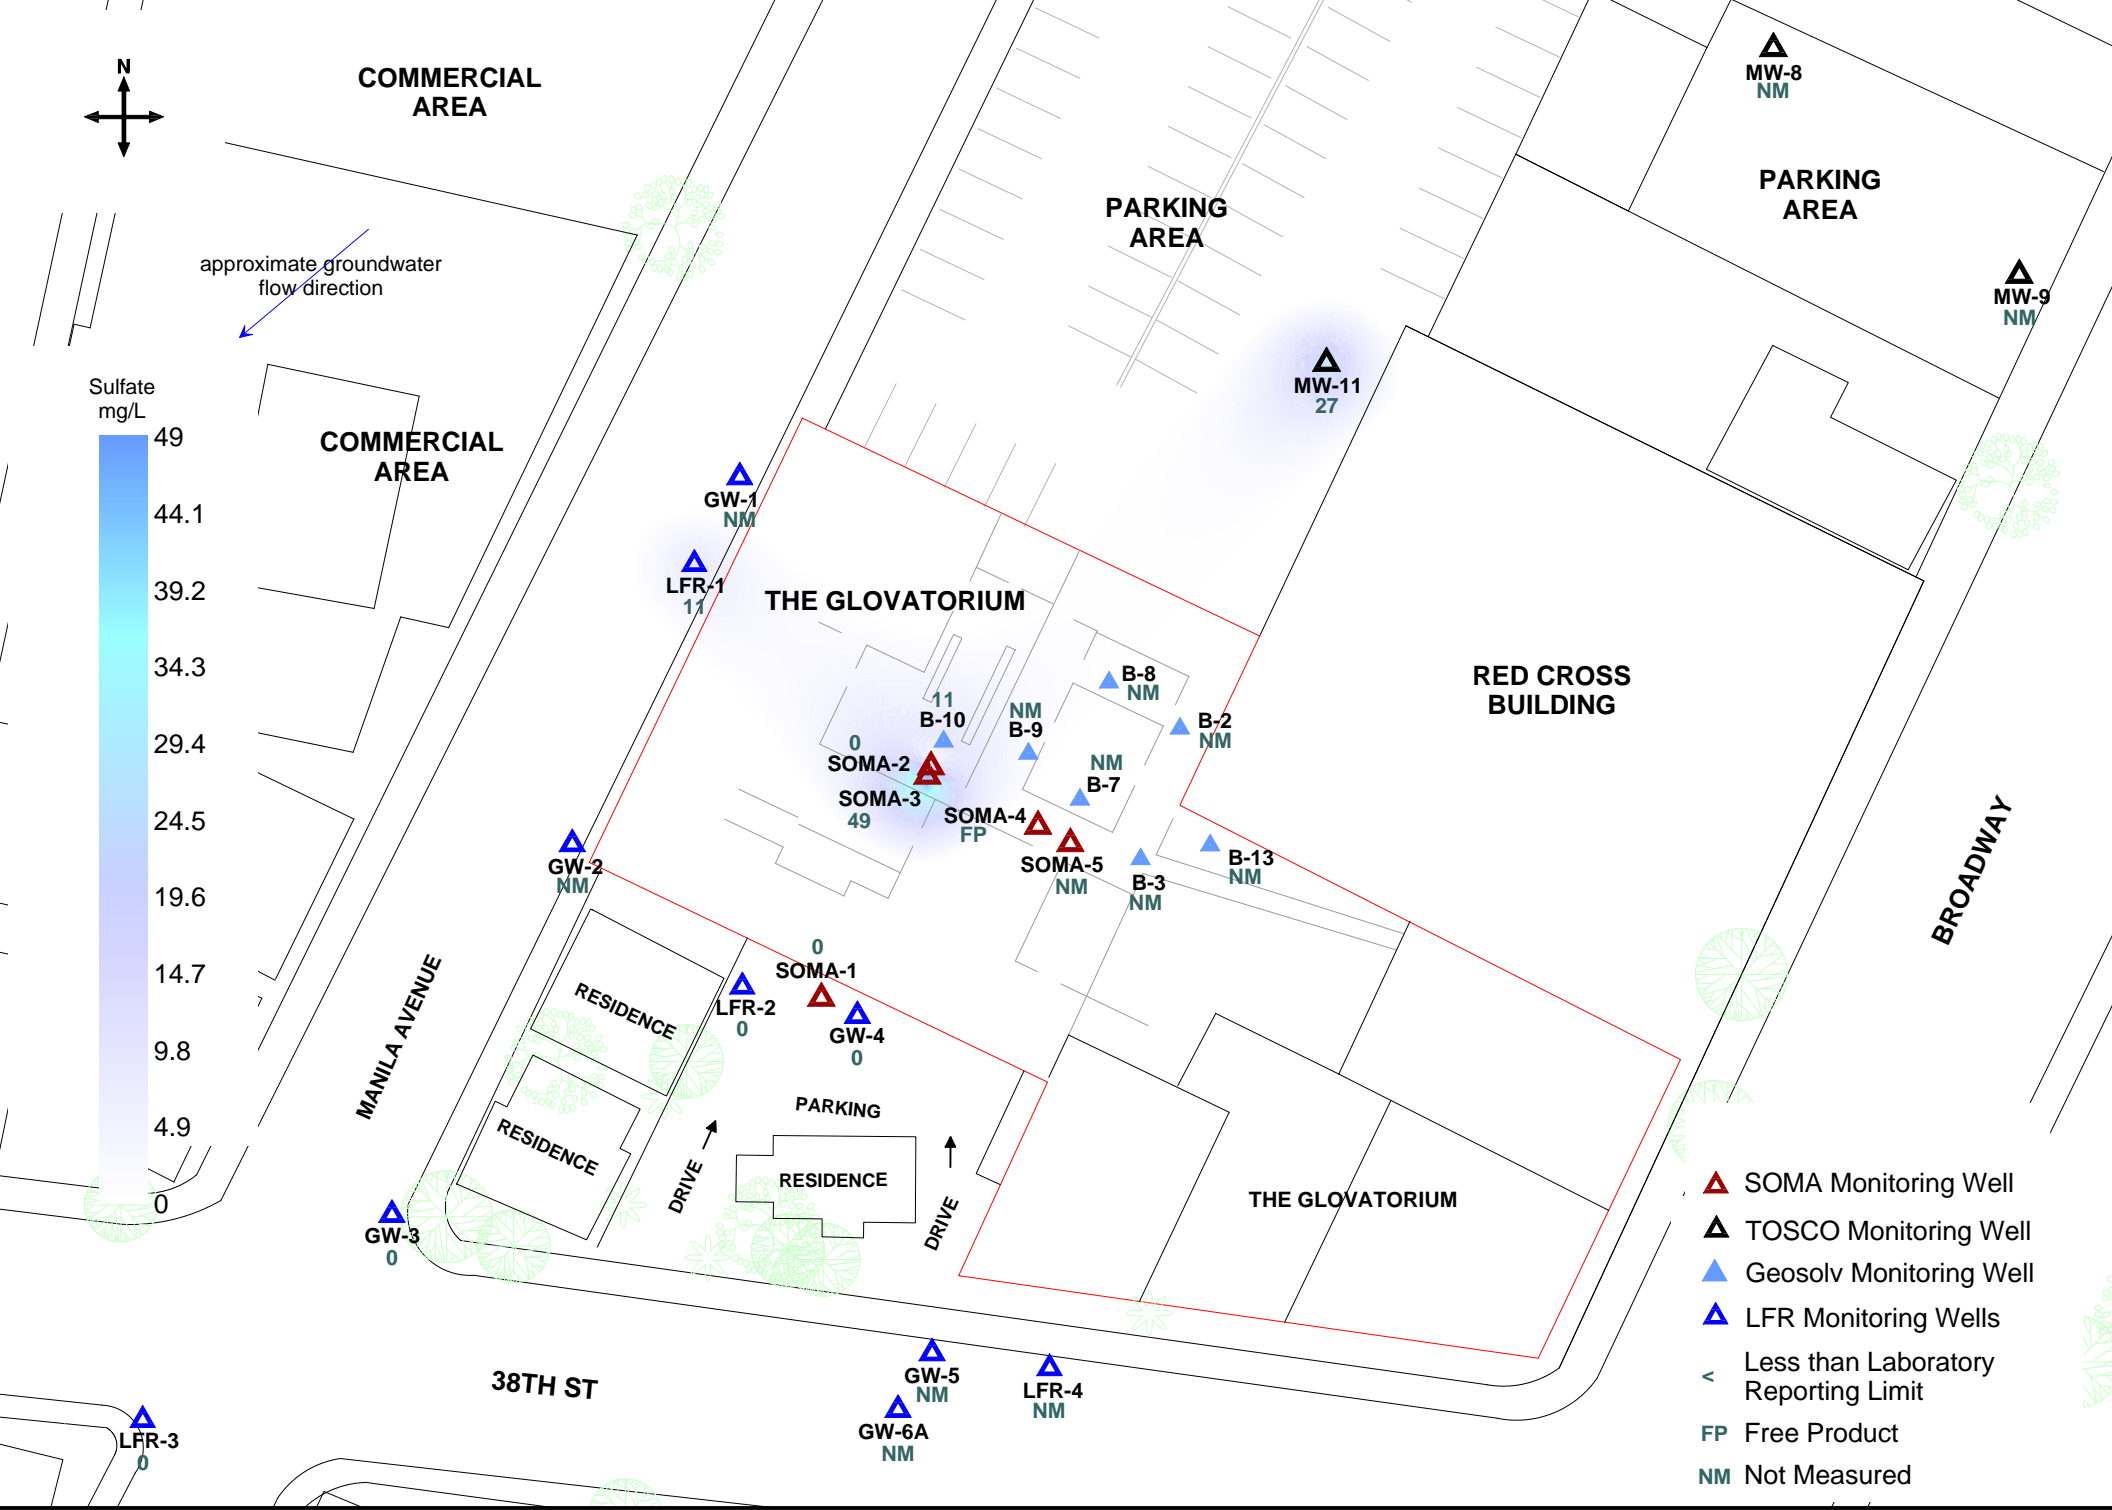 N
COMMERCIAL
AREA
MW-8
NM
PARKING
AREA
PARKING
AREA
approximate groundwater
flow direction
MW-9
NM
MW-11
27
Sulfate
mg/L
49
44.1
39.2
34.3
29.4
24.5
19.6
14.7
9.8
4.9
0
COMMERCIAL
AREA
GW-1
NM
LFR-1
11
THE GLOVATORIUM
RED CROSS
BUILDING
B-8
NM
11
B-10
NM
B-9
B-2
NM
0
SOMA-2
SOMA-3
49
NM
B-7
SOMA-4
FP
SOMA-5
NM
B-13
NM
B-3
NM
GW-2
NM
BROADWAY
MANILA AVENUE
RESIDENCE
0
SOMA-1
LFR-2
0
GW-4
0
PARKING
RESIDENCE
DRIVE
RESIDENCE
DRIVE
THE GLOVATORIUM
GW-3
0
38TH ST
GW-5
NM
GW-6A
NM
LFR-4
NM
LFR-3
0
SOMA Monitoring Well
TOSCO Monitoring Well
Geosolv Monitoring Well
LFR Monitoring Wells
< Less than Laboratory
Reporting Limit
FP Free Product
NM Not Measured